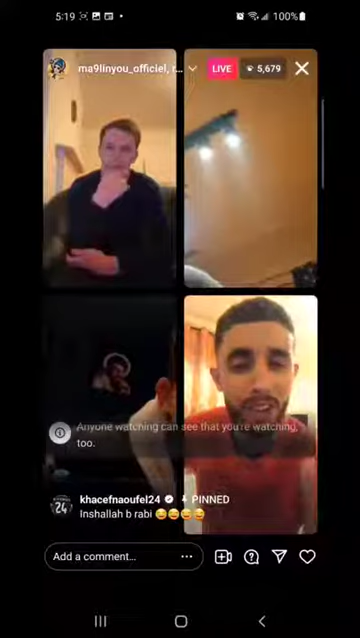 5:19
100%
ma9linyou_officiel, r...
LIVE
5,679
Anyone watching can see that you're watching,
too.
khacefnaoufel24 PINNED
24
Inshallah b rabi 😂😂😂😂
Add a comment...